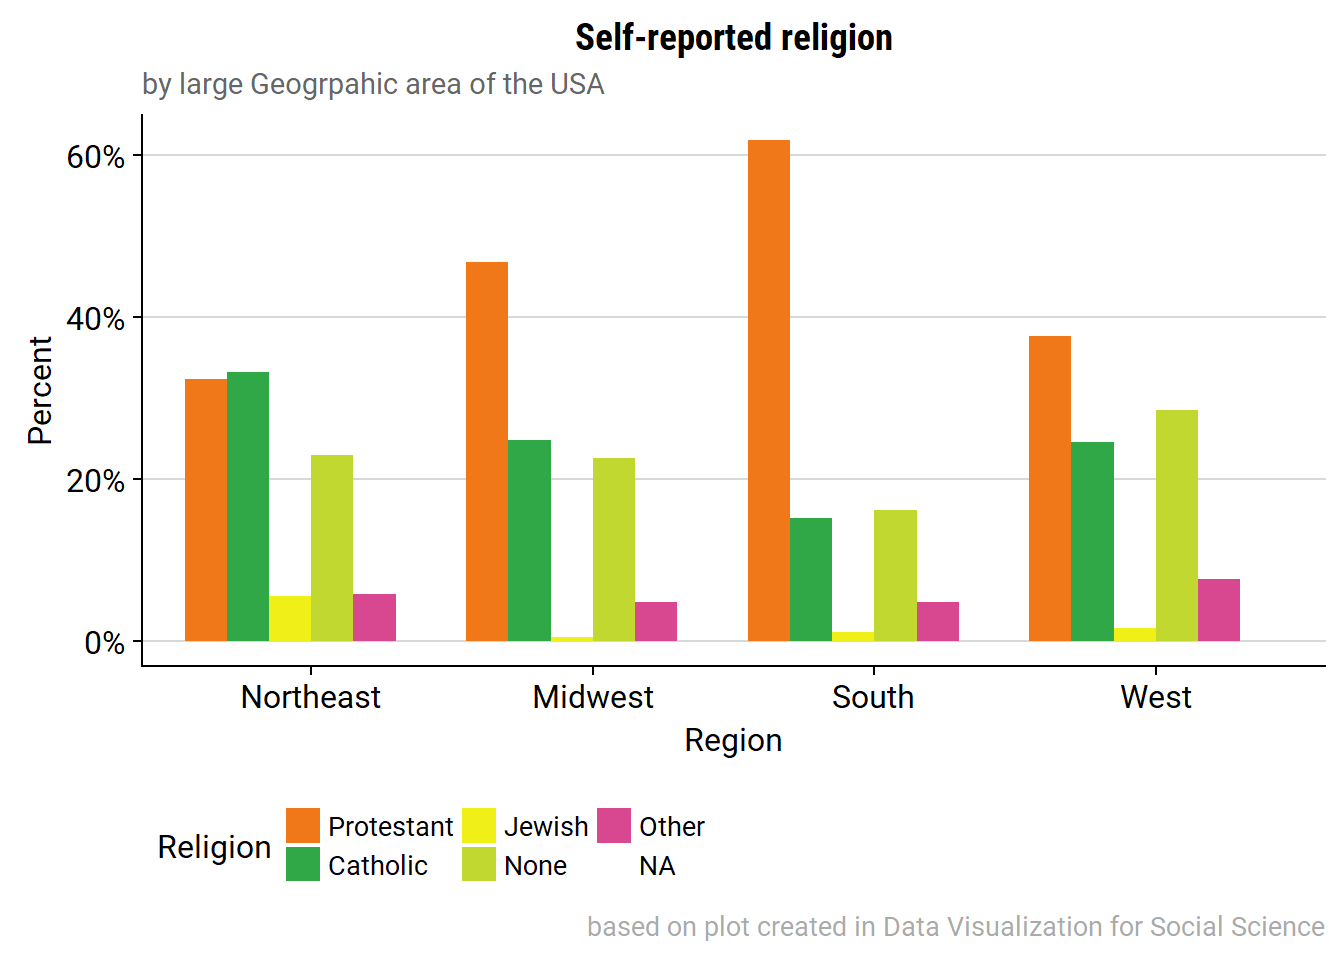 Self-reported religion
by large Geogrpahic area of the USA
60%
40%
20%
0%
Percent
Northeast Midwest South West
Region
Religion
Protestant Jewish Other
Catholic None NA
based on plot created in Data Visualization for Social Science